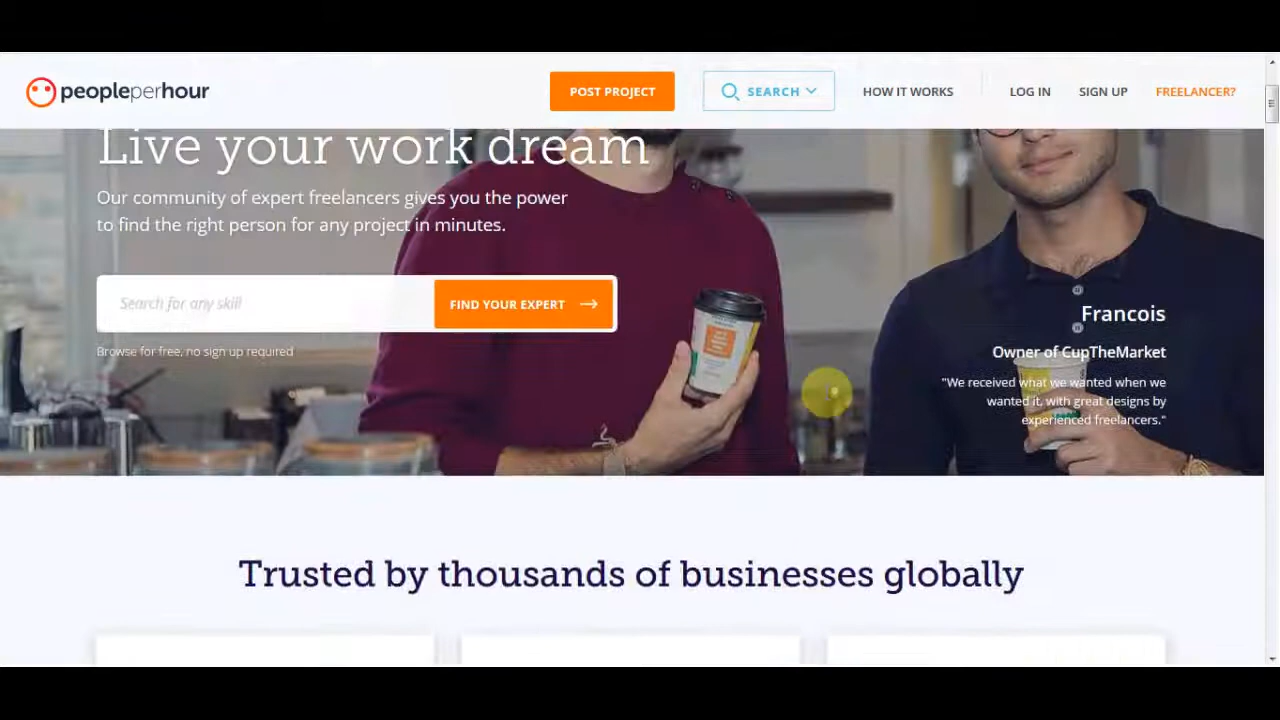 peopleperhour
POST PROJECT
SEARCH
HOW IT WORKS
LOG IN
SIGN UP
FREELANCER?
Live your work dream
Our community of expert freelancers gives you the power
to find the right person for any project in minutes.
Search for any skill
FIND YOUR EXPERT
Browse for free, no sign up required
Francois
Owner of CupTheMarket
"We received what we wanted when we
wanted it, with great designs by
experienced freelancers."
Trusted by thousands of businesses globally